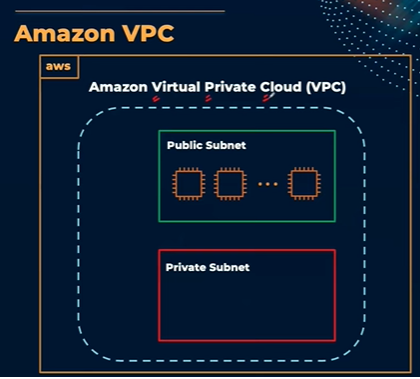 Amazon VPC
aws
Amazon Virtual Private Cloud (VPC)
Public Subnet
Private Subnet